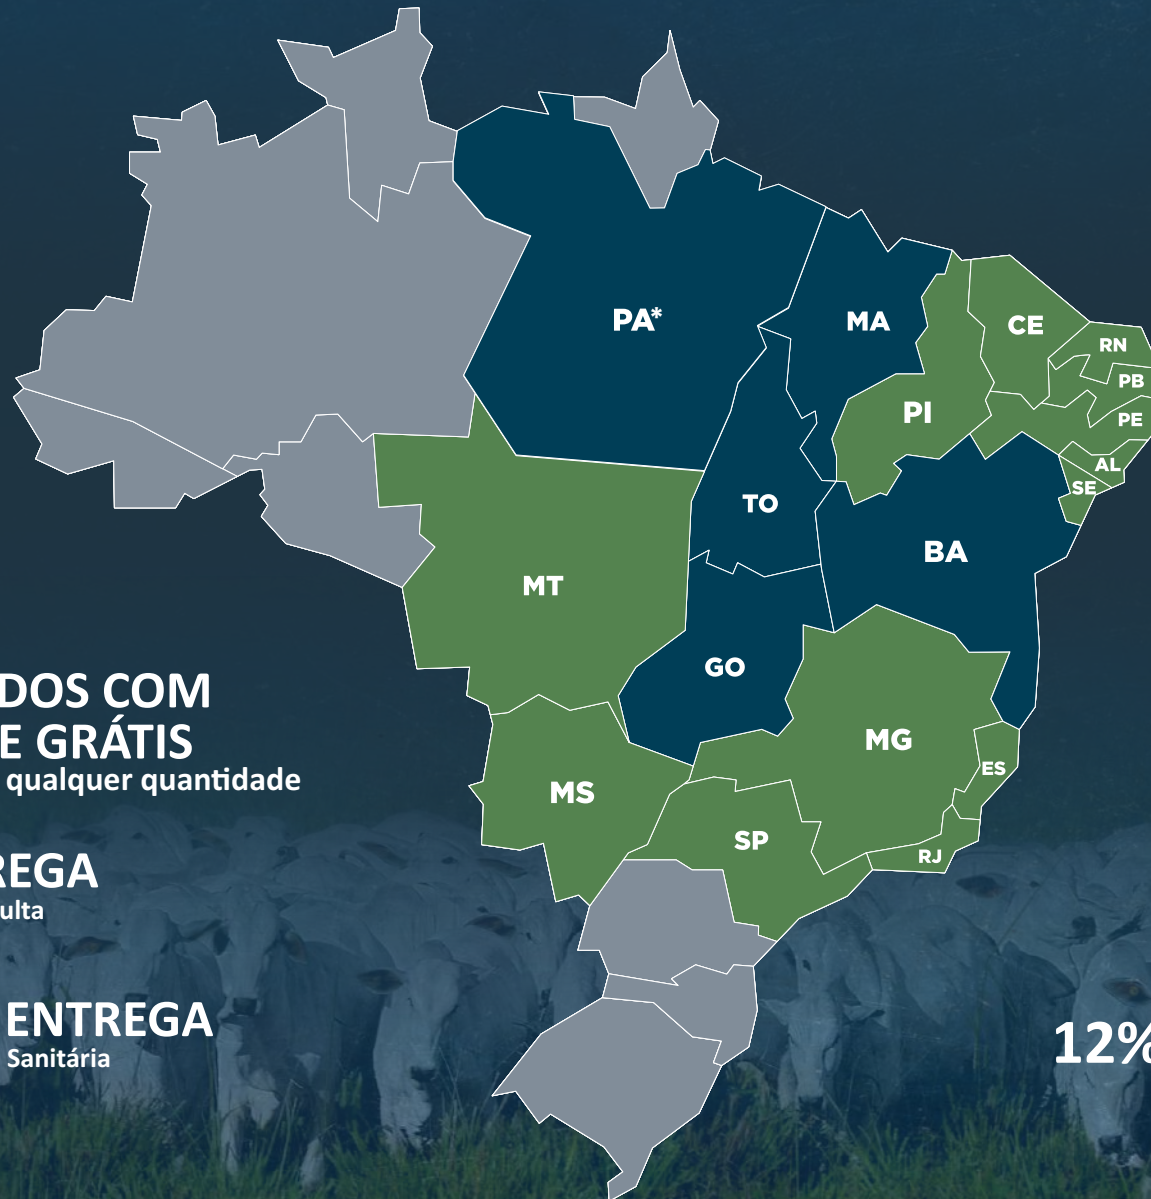 PA*
MA
CE
RN
PB
PI
PE
AL
SE
TO
BA
MT
GO
DOS COM
E GRÁTIS
qualquer quantidade
MG
ES
MS
SP
RJ
REGA
ulta
ENTREGA
Sanitária
12%